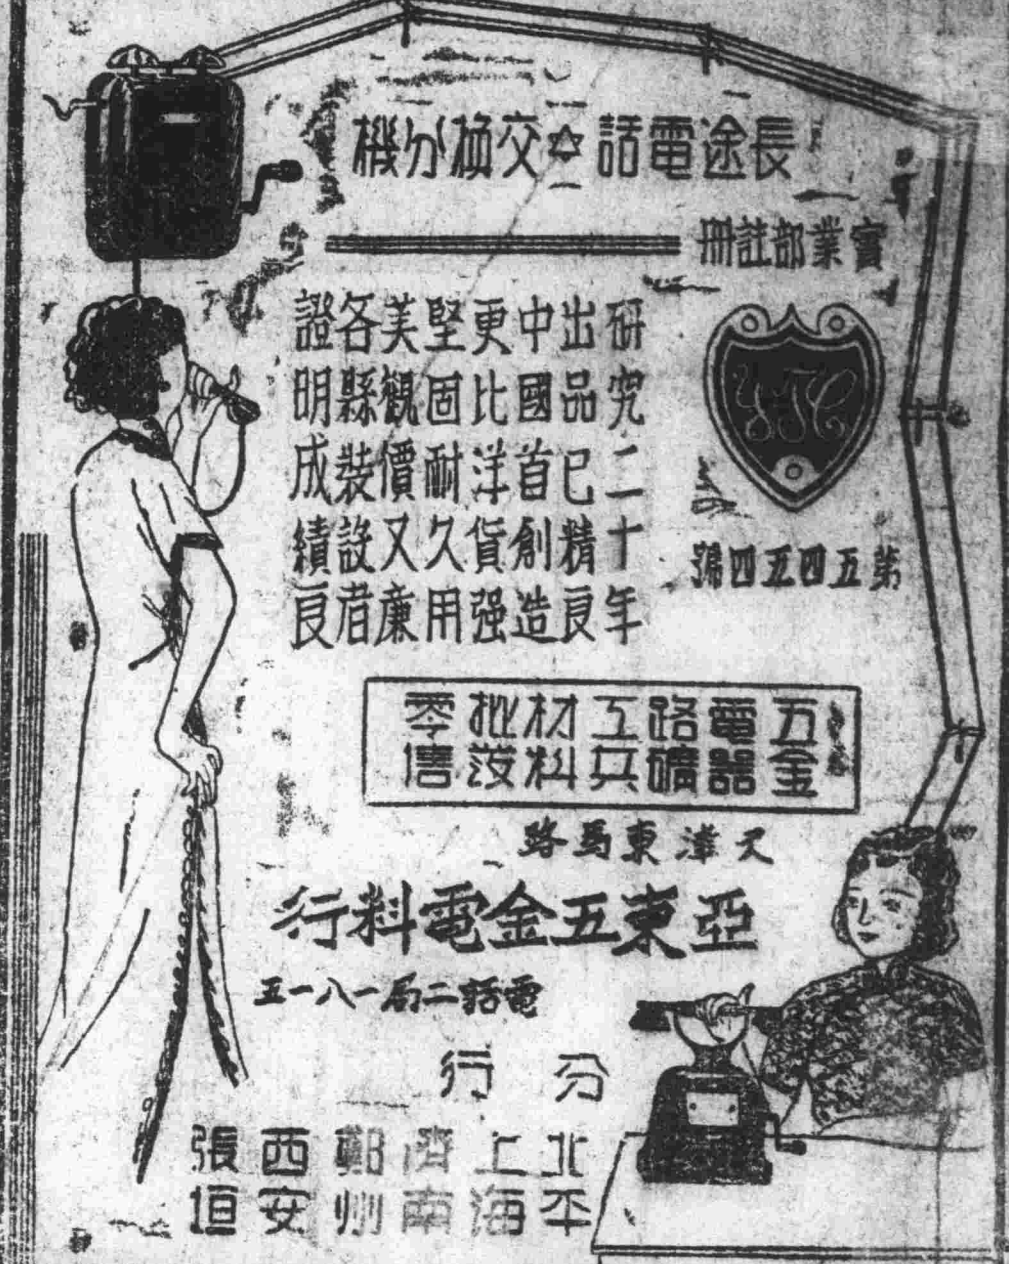 長途電話✡交換分機
實業部註冊
YTC
第五四五四號
研究二十年
出品已精良
中國首創造
更比洋貨強
堅固耐久用
美觀價又廉
各縣裝設者
證明成績良
五金
電器
路礦
工兵
材料
批發
零售
天津東馬路
亞東五金電料行
電話二局一八一五
分行
北平
上海
濟南
鄭州
西安
張垣